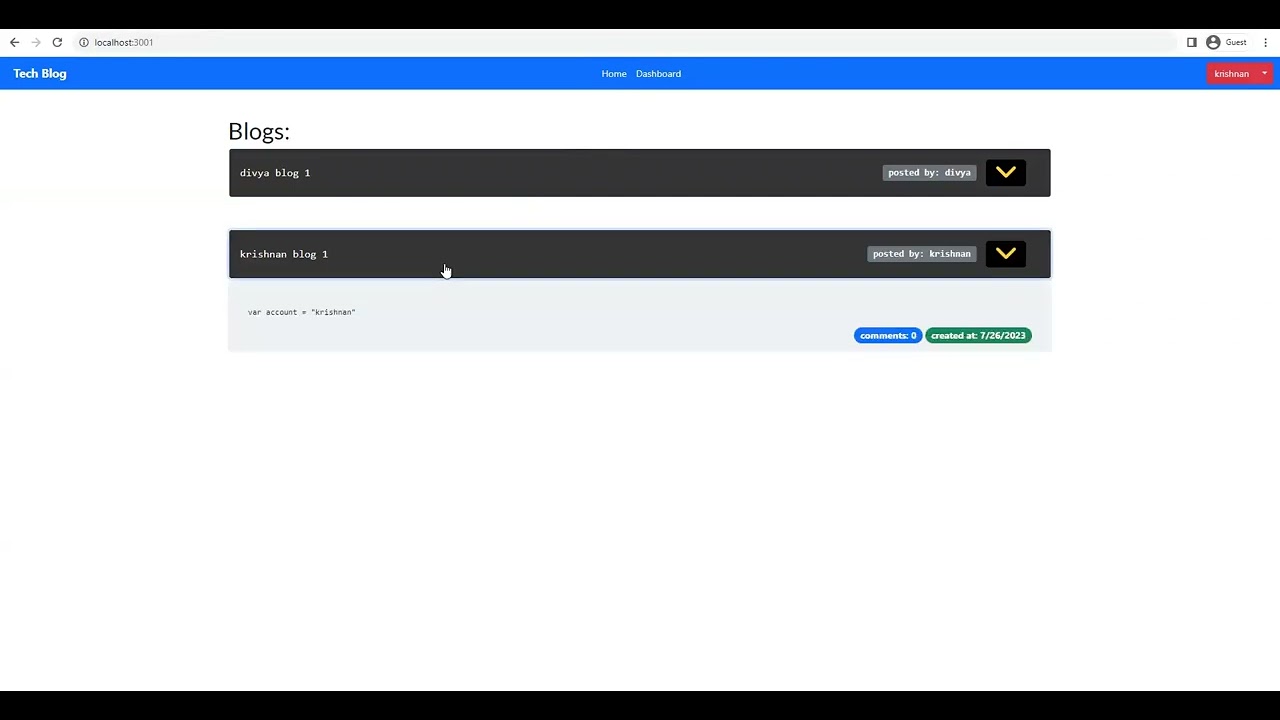 localhost:3001
Guest
Tech Blog
Home Dashboard
krishnan
Blogs:
divya blog 1
posted by: divya
krishnan blog 1
posted by: krishnan
var account = "krishnan"
comments: 0 created at: 7/26/2023